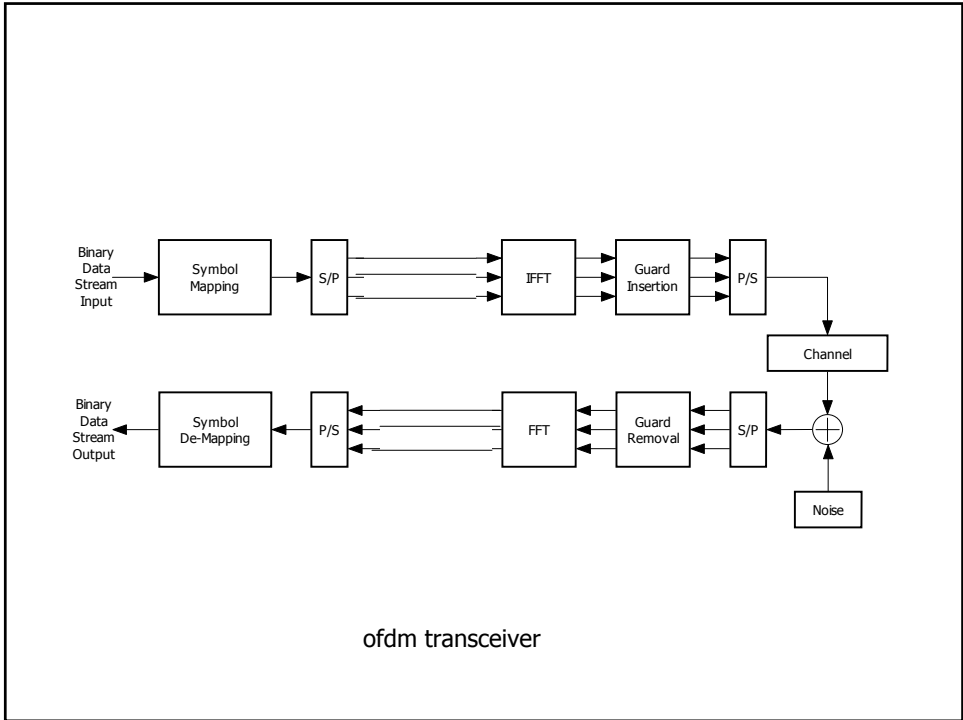 Binary
Data
Stream
Input
Symbol
Mapping
S/P
IFFT
Guard
Insertion
P/S
Channel
Binary
Data
Stream
Output
Symbol
De-Mapping
P/S
FFT
Guard
Removal
S/P
Noise
ofdm transceiver